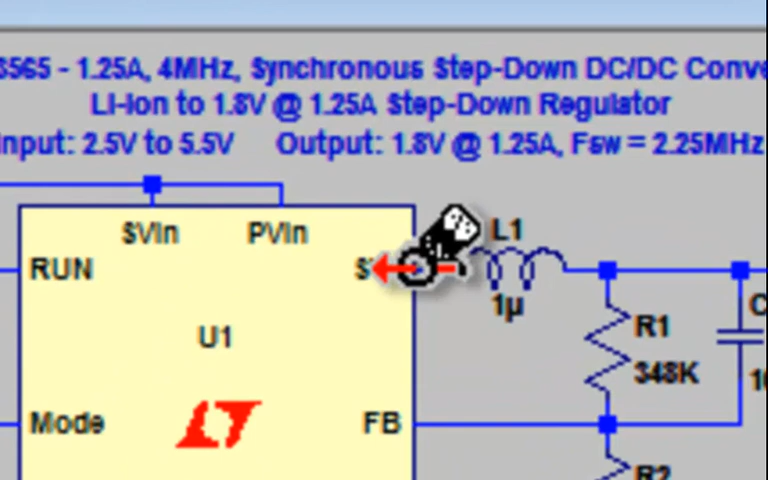 3565 - 1.25A, 4MHz, Synchronous Step-Down DC/DC Conve
Li-Ion to 1.8V @ 1.25A Step-Down Regulator
nput: 2.5V to 5.5V Output: 1.8V @ 1.25A, Fsw = 2.25MHz
SVIn PVIn L1
RUN S
1µ
R1
U1
348K
Mode FB
R2